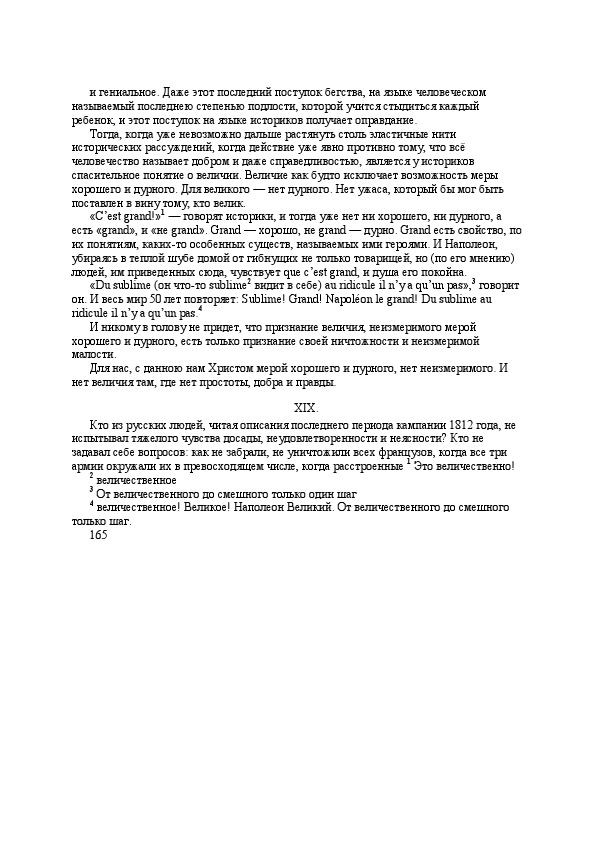 и гениальное. Даже этот последний поступок бегства, на языке человеческом
называемый последнею степенью подлости, которой учится стыдиться каждый
ребенок, и этот поступок на языке историков получает оправдание.
Тогда, когда уже невозможно дальше растянуть столь эластичные нити
исторических рассуждений, когда действие уже явно противно тому, что всё
человечество называет добром и даже справедливостью, является у историков
спасительное понятие о величии. Величие как будто исключает возможность меры
хорошего и дурного. Для великого — нет дурного. Нет ужаса, который бы мог быть
поставлен в вину тому, кто велик.
«C’est grand!»¹ — говорят историки, и тогда уже нет ни хорошего, ни дурного, а
есть «grand», и «не grand». Grand — хорошо, не grand — дурно. Grand есть свойство, по
их понятиям, каких-то особенных существ, называемых ими героями. И Наполеон,
убираясь в теплой шубе домой от гибнущих не только товарищей, но (по его мнению)
людей, им приведенных сюда, чувствует que c’est grand, и душа его покойна.
«Du sublime (он что-то sublime² видит в себе) au ridicule il n’y a qu’un pas»,³ говорит
он. И весь мир 50 лет повторяет: Sublime! Grand! Napoléon le grand! Du sublime au
ridicule il n’y a qu’un pas.⁴
И никому в голову не придет, что признание величия, неизмеримого мерой
хорошего и дурного, есть только признание своей ничтожности и неизмеримой
малости.
Для нас, с данною нам Христом мерой хорошего и дурного, нет неизмеримого. И
нет величия там, где нет простоты, добра и правды.
XIX.
Кто из русских людей, читая описания последнего периода кампании 1812 года, не
испытывал тяжелого чувства досады, неудовлетворенности и неясности? Кто не
задавал себе вопросов: как не забрали, не уничтожили всех французов, когда все три
армии окружали их в превосходящем числе, когда расстроенные ¹ Это величественно!
² величественное
³ От величественного до смешного только один шаг
⁴ величественное! Великое! Наполеон Великий. От величественного до смешного
только шаг.
165